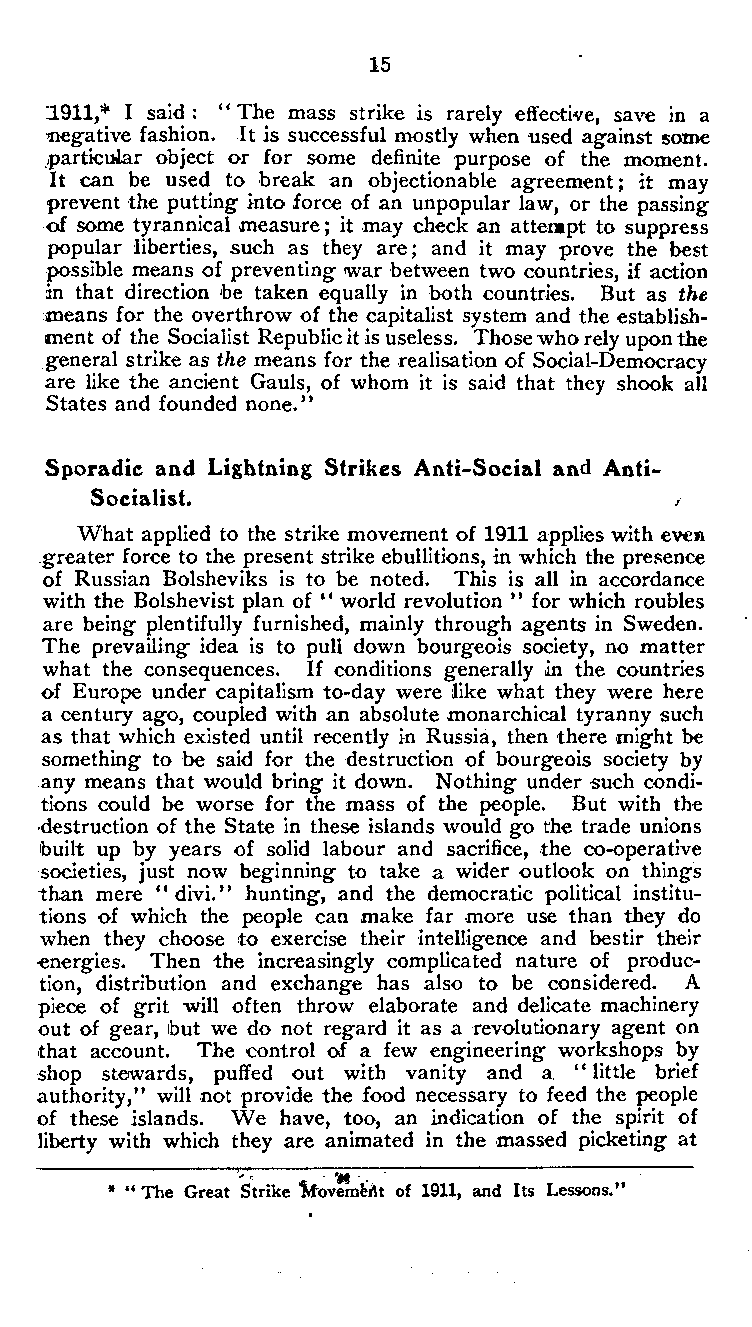 15
1911,* I said: "The mass strike is rarely effective, save in a
negative fashion. It is successful mostly when used against some
particular object or for some definite purpose of the moment.
It can be used to break an objectionable agreement; it may
prevent the putting into force of an unpopular law, or the passing
of some tyrannical measure; it may check an attempt to suppress
popular liberties, such as they are; and it may prove the best
possible means of preventing war between two countries, if action
in that direction be taken equally in both countries. But as the
means for the overthrow of the capitalist system and the establish-
ment of the Socialist Republic it is useless. Those who rely upon the
general strike as the means for the realisation of Social-Democracy
are like the ancient Gauls, of whom it is said that they shook all
States and founded none."
Sporadic and Lightning Strikes Anti-Social and Anti-
Socialist.
What applied to the strike movement of 1911 applies with even
greater force to the present strike ebullitions, in which the presence
of Russian Bolsheviks is to be noted. This is all in accordance
with the Bolshevist plan of "world revolution" for which roubles
are being plentifully furnished, mainly through agents in Sweden.
The prevailing idea is to pull down bourgeois society, no matter
what the consequences. If conditions generally in the countries
of Europe under capitalism to-day were like what they were here
a century ago, coupled with an absolute monarchical tyranny such
as that which existed until recently in Russia, then there might be
something to be said for the destruction of bourgeois society by
any means that would bring it down. Nothing under such condi-
tions could be worse for the mass of the people. But with the
destruction of the State in these islands would go the trade unions
built up by years of solid labour and sacrifice, the co-operative
societies, just now beginning to take a wider outlook on things
than mere "divi." hunting, and the democratic political institu-
tions of which the people can make far more use than they do
when they choose to exercise their intelligence and bestir their
energies. Then the increasingly complicated nature of produc-
tion, distribution and exchange has also to be considered. A
piece of grit will often throw elaborate and delicate machinery
out of gear, but we do not regard it as a revolutionary agent on
that account. The control of a few engineering workshops by
shop stewards, puffed out with vanity and a "little brief
authority," will not provide the food necessary to feed the people
of these islands. We have, too, an indication of the spirit of
liberty with which they are animated in the massed picketing at
* "The Great Strike Movement of 1911, and Its Lessons."